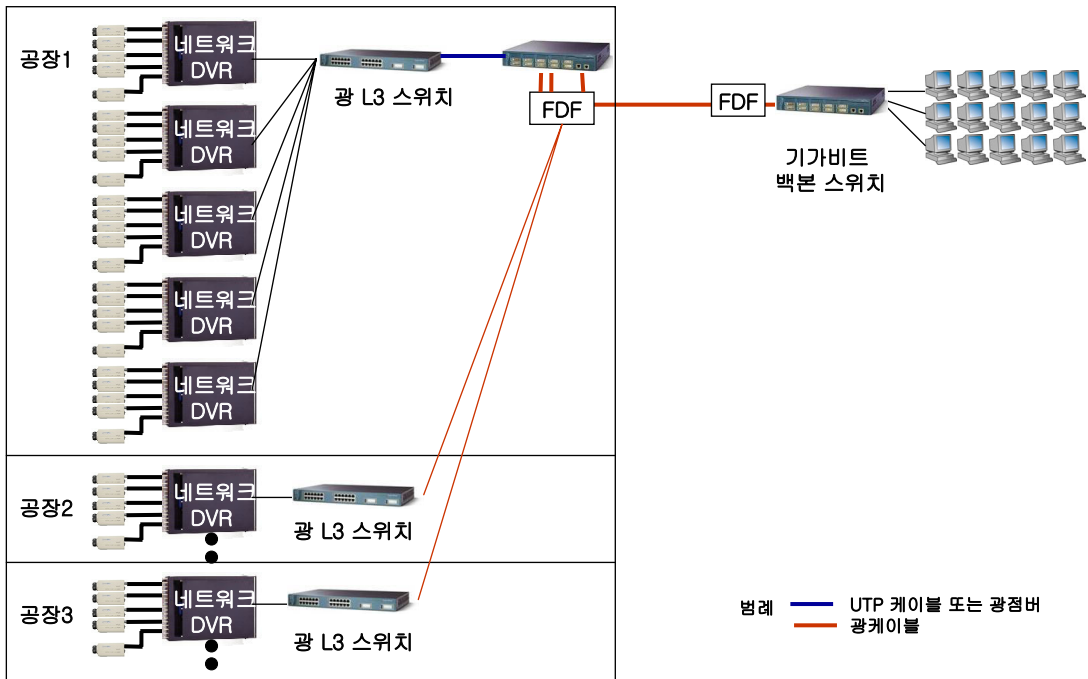 공장1
네트워크
DVR
네트워크
DVR
네트워크
DVR
네트워크
DVR
네트워크
DVR
광 L3 스위치
FDF
FDF
기가비트
백본 스위치
공장2
네트워크
DVR
광 L3 스위치
공장3
네트워크
DVR
광 L3 스위치
범례
UTP 케이블 또는 광점버
광케이블